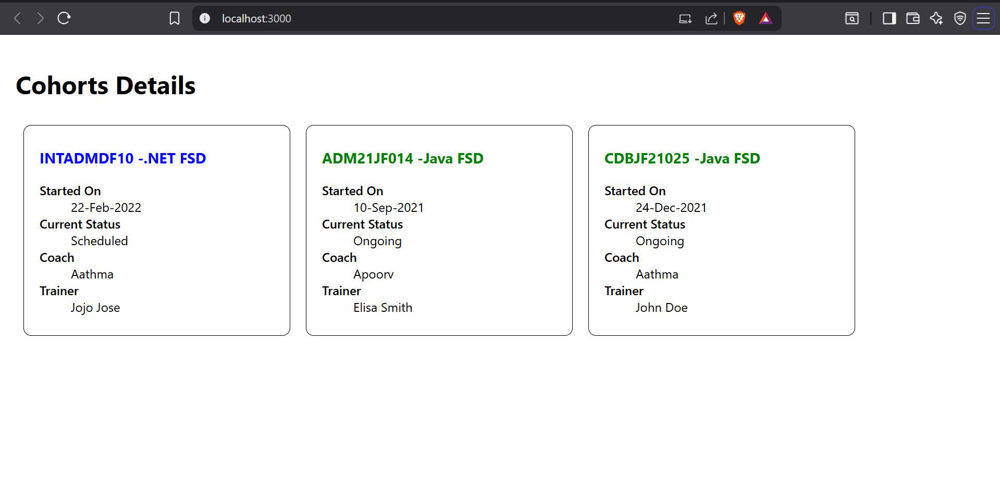 localhost:3000
Cohorts Details
INTADMDF10 -.NET FSD
Started On
22-Feb-2022
Current Status
Scheduled
Coach
Aathma
Trainer
Jojo Jose
ADM21JF014 -Java FSD
Started On
10-Sep-2021
Current Status
Ongoing
Coach
Apoorv
Trainer
Elisa Smith
CDBJF21025 -Java FSD
Started On
24-Dec-2021
Current Status
Ongoing
Coach
Aathma
Trainer
John Doe